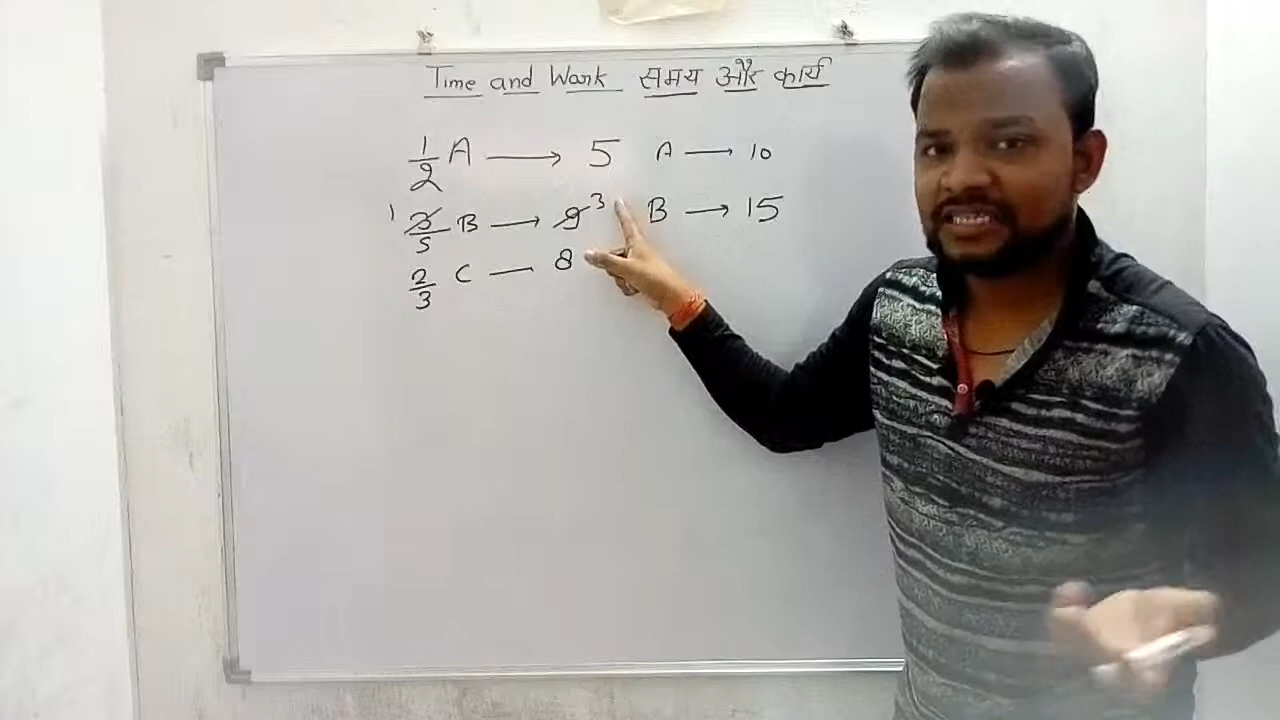 Time and Work समय और कार्य
1/2 A → 5 A → 10
1 3/5 B → 9 3 B → 15
2/3 C — 8